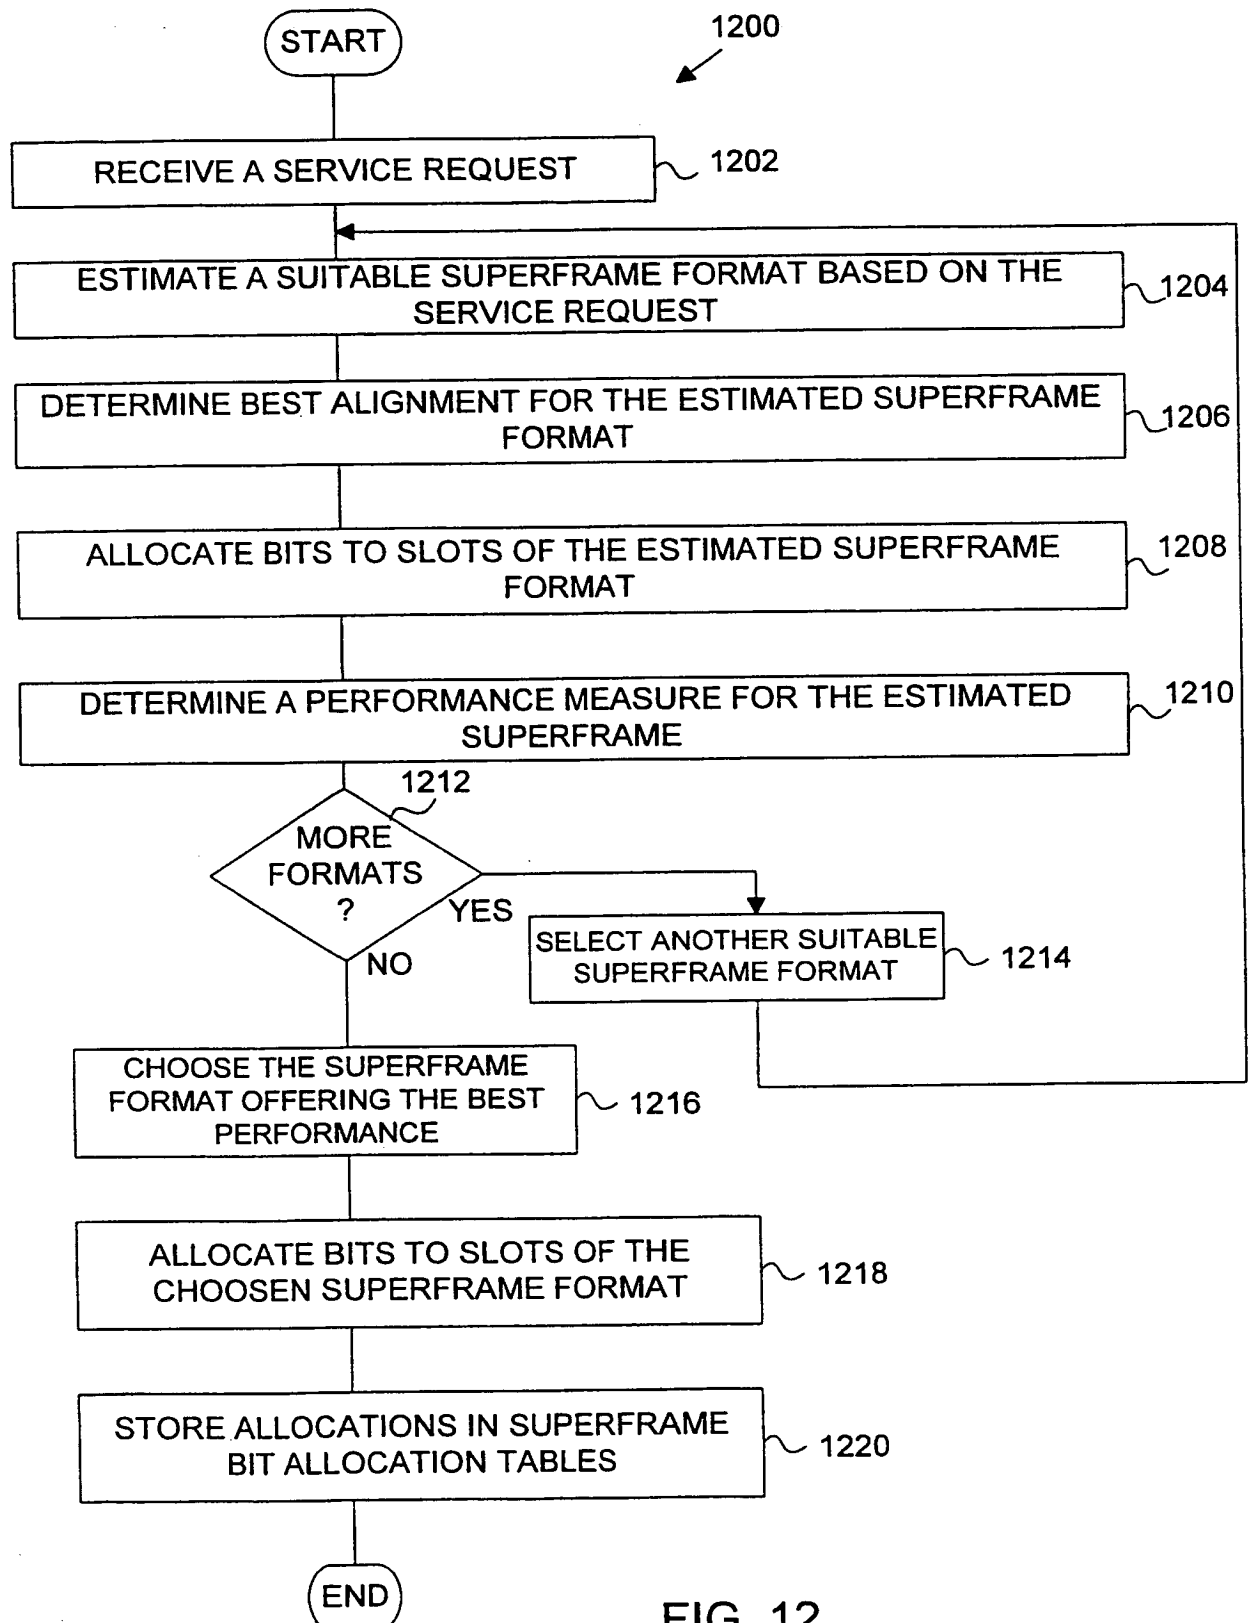 START
1200
RECEIVE A SERVICE REQUEST
1202
ESTIMATE A SUITABLE SUPERFRAME FORMAT BASED ON THE
SERVICE REQUEST
1204
DETERMINE BEST ALIGNMENT FOR THE ESTIMATED SUPERFRAME
FORMAT
1206
ALLOCATE BITS TO SLOTS OF THE ESTIMATED SUPERFRAME
FORMAT
1208
DETERMINE A PERFORMANCE MEASURE FOR THE ESTIMATED
SUPERFRAME
1210
1212
MORE
FORMATS
?
YES
NO
SELECT ANOTHER SUITABLE
SUPERFRAME FORMAT
1214
CHOOSE THE SUPERFRAME
FORMAT OFFERING THE BEST
PERFORMANCE
1216
ALLOCATE BITS TO SLOTS OF THE
CHOOSEN SUPERFRAME FORMAT
1218
STORE ALLOCATIONS IN SUPERFRAME
BIT ALLOCATION TABLES
1220
END
FIG. 12